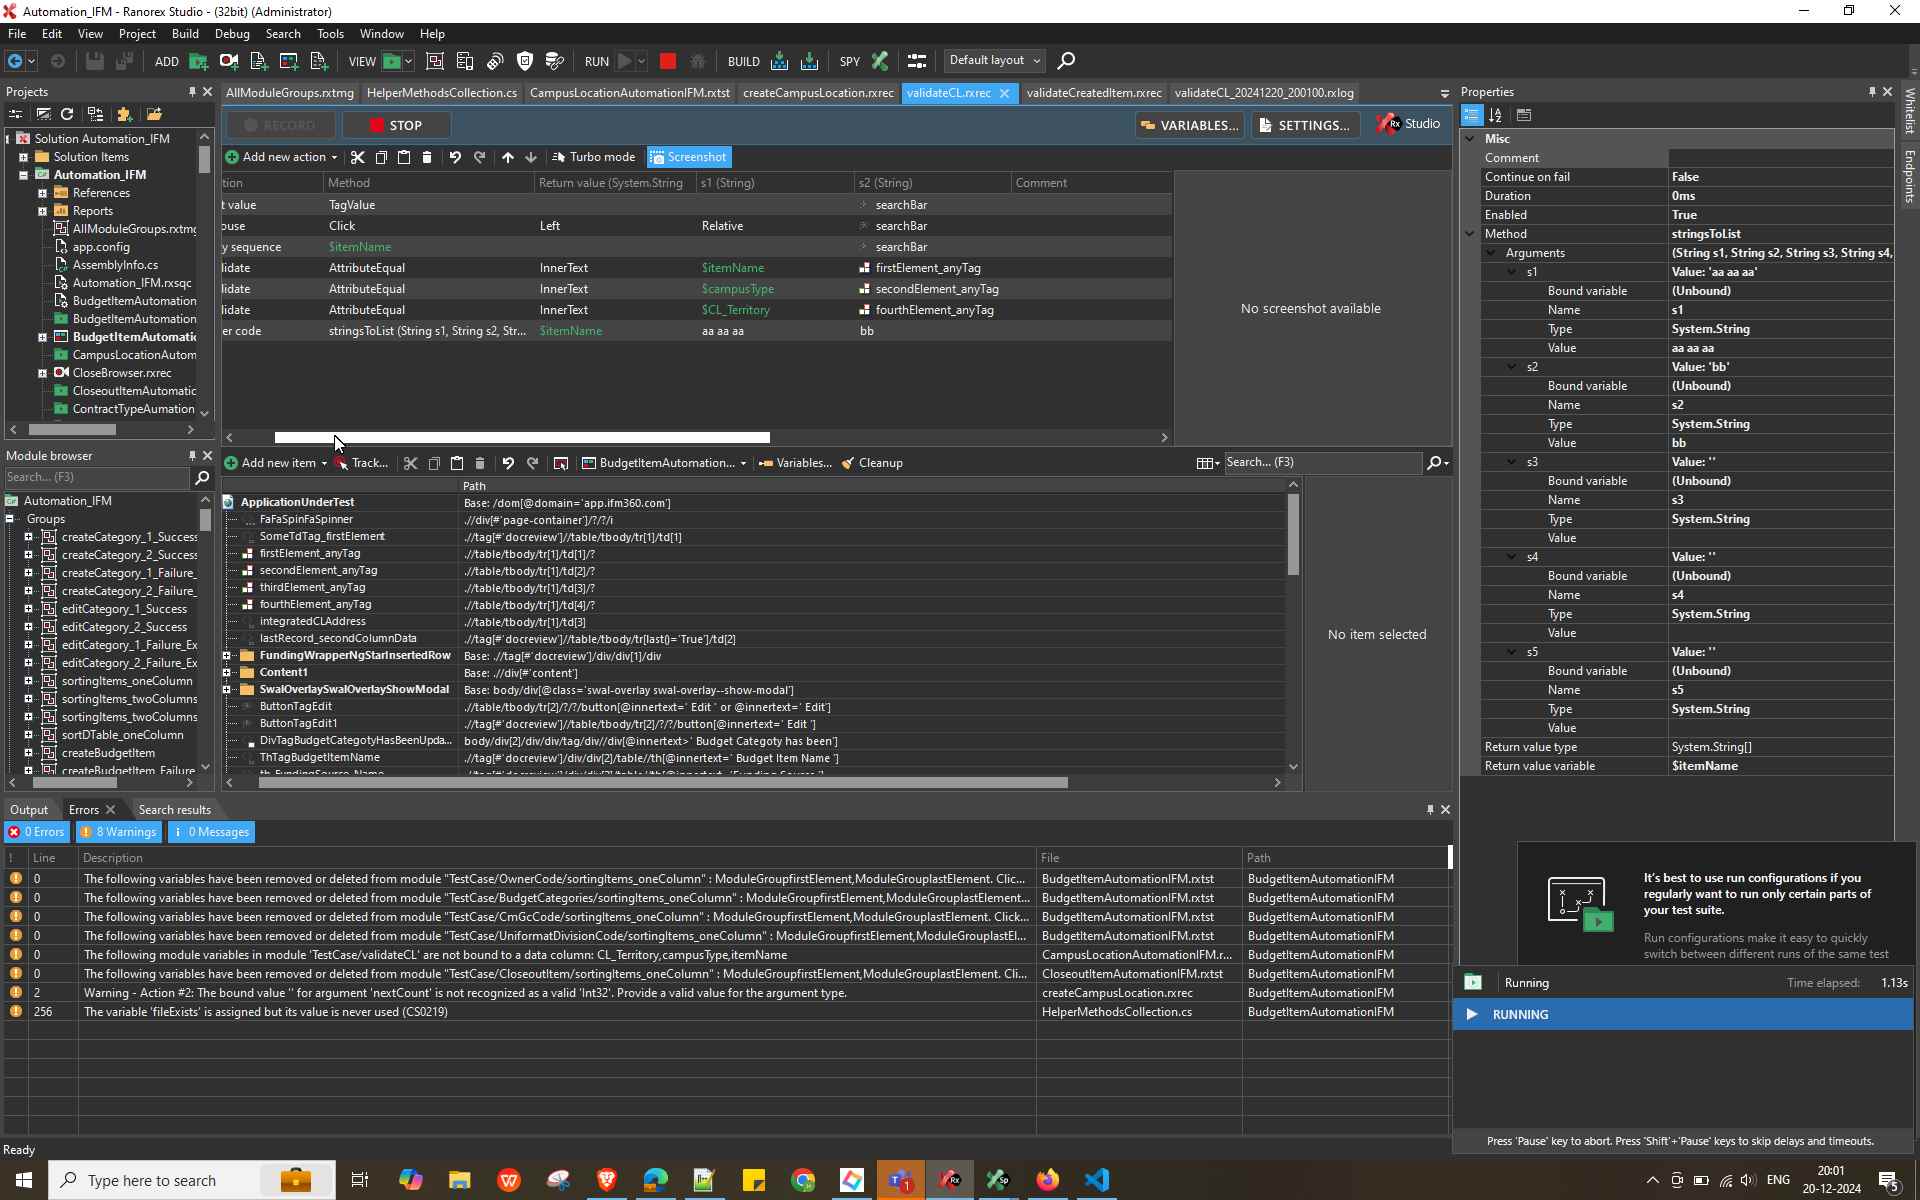 Automation_IFM - Ranorex Studio - (32bit) (Administrator)
File Edit View Project Build Debug Search Tools Window Help
ADD VIEW RUN BUILD SPY Default layout
Projects
Solution Automation_IFM
Solution Items
Automation_IFM
References
Reports
AllModuleGroups.rxtmg
app.config
AssemblyInfo.cs
Automation_IFM.rxsqc
BudgetItemAutomation
BudgetItemAutomation
BudgetItemAutomatic
CampusLocationAutom
CloseBrowser.rxrec
CloseoutItemAutomatic
ContractTypeAumation
Module browser
Search... (F3)
Automation_IFM
Groups
createCategory_1_Success
createCategory_2_Success
createCategory_1_Failure_
createCategory_2_Failure_
editCategory_1_Success
editCategory_2_Success
editCategory_1_Failure_Ex
editCategory_2_Failure_Ex
sortingItems_oneColumn
sortingItems_twoColumns
sortingItems_twoColumns
sortDTable_oneColumn
createBudgetItem
createBudgetItem_Failure
AllModuleGroups.rxtmg HelperMethodsCollection.cs CampusLocationAutomationIFM.rxtst createCampusLocation.rxrec validateCL.rxrec validateCreatedItem.rxrec validateCL_20241220_200100.rxlog
RECORD STOP VARIABLES... SETTINGS... Rx Studio
Add new action Turbo mode Screenshot
tion Method Return value (System.String s1 (String) s2 (String) Comment
t value TagValue searchBar
ouse Click Left Relative searchBar
y sequence $itemName searchBar
lidate AttributeEqual InnerText $itemName firstElement_anyTag
lidate AttributeEqual InnerText $campusType secondElement_anyTag
lidate AttributeEqual InnerText $CL_Territory fourthElement_anyTag
er code stringsToList (String s1, String s2, Str... $itemName aa aa aa bb
No screenshot available
Add new item Track... BudgetItemAutomation... Variables... Cleanup Search... (F3)
Path
ApplicationUnderTest Base: /dom[@domain='app.ifm360.com']
FaFaSpinFaSpinner .//div[#'page-container']/?/?/i
SomeTdTag_firstElement .//tag[#'docreview']//table/tbody/tr[1]/td[1]
firstElement_anyTag .//table/tbody/tr[1]/td[1]/?
secondElement_anyTag .//table/tbody/tr[1]/td[2]/?
thirdElement_anyTag .//table/tbody/tr[1]/td[3]/?
fourthElement_anyTag .//table/tbody/tr[1]/td[4]/?
integratedCLAddress .//table/tbody/tr[1]/td[3]
lastRecord_secondColumnData .//tag[#'docreview']//table/tbody/tr[last()='True']/td[2]
FundingWrapperNgStarInsertedRow Base: .//tag[#'docreview']/div/div[1]/div
Content1 Base: .//div[#'content']
SwalOverlaySwalOverlayShowModal Base: body/div[@class='swal-overlay swal-overlay--show-modal']
ButtonTagEdit .//table/tbody/tr[2]/?/?/button[@innertext=' Edit ' or @innertext=' Edit']
ButtonTagEdit1 .//tag[#'docreview']//table/tbody/tr[2]/?/?/button[@innertext=' Edit ']
DivTagBudgetCategotyHasBeenUpda... body/div[2]/div/div/tag/div//div[@innertext>' Budget Categoty has been']
ThTagBudgetItemName .//tag[#'docreview']/div/div[2]/table//th[@innertext=' Budget Item Name ']
No item selected
Properties
Misc
Comment
Continue on fail False
Duration 0ms
Enabled True
Method stringsToList
Arguments (String s1, String s2, String s3, String s4,
s1 Value: 'aa aa aa'
Bound variable (Unbound)
Name s1
Type System.String
Value aa aa aa
s2 Value: 'bb'
Bound variable (Unbound)
Name s2
Type System.String
Value bb
s3 Value: ''
Bound variable (Unbound)
Name s3
Type System.String
Value
s4 Value: ''
Bound variable (Unbound)
Name s4
Type System.String
Value
s5 Value: ''
Bound variable (Unbound)
Name s5
Type System.String
Value
Return value type System.String[]
Return value variable $itemName
Whitelist
Endpoints
Output Errors Search results
0 Errors 8 Warnings 0 Messages
! Line Description File Path
0 The following variables have been removed or deleted from module "TestCase/OwnerCode/sortingItems_oneColumn" : ModuleGroupfirstElement,ModuleGrouplastElement. Clic... BudgetItemAutomationIFM.rxtst BudgetItemAutomationIFM
0 The following variables have been removed or deleted from module "TestCase/BudgetCategories/sortingItems_oneColumn" : ModuleGroupfirstElement,ModuleGrouplastElement... BudgetItemAutomationIFM.rxtst BudgetItemAutomationIFM
0 The following variables have been removed or deleted from module "TestCase/CmGcCode/sortingItems_oneColumn" : ModuleGroupfirstElement,ModuleGrouplastElement. Click... BudgetItemAutomationIFM.rxtst BudgetItemAutomationIFM
0 The following variables have been removed or deleted from module "TestCase/UniformatDivisionCode/sortingItems_oneColumn" : ModuleGroupfirstElement,ModuleGrouplastEl... BudgetItemAutomationIFM.rxtst BudgetItemAutomationIFM
0 The following module variables in module 'TestCase/validateCL' are not bound to a data column: CL_Territory,campusType,itemName CampusLocationAutomationIFM.r... BudgetItemAutomationIFM
0 The following variables have been removed or deleted from module "TestCase/CloseoutItem/sortingItems_oneColumn" : ModuleGroupfirstElement,ModuleGrouplastElement. Cli... CloseoutItemAutomationIFM.rxtst BudgetItemAutomationIFM
2 Warning - Action #2: The bound value '' for argument 'nextCount' is not recognized as a valid 'Int32'. Provide a valid value for the argument type. createCampusLocation.rxrec BudgetItemAutomationIFM
256 The variable 'fileExists' is assigned but its value is never used (CS0219) HelperMethodsCollection.cs BudgetItemAutomationIFM
It's best to use run configurations if you
regularly want to run only certain parts of
your test suite.
Run configurations make it easy to quickly
switch between different runs of the same test
Running Time elapsed: 1.13s
RUNNING
Press 'Pause' key to abort. Press 'Shift'+'Pause' keys to skip delays and timeouts.
Ready
Type here to search
ENG
20:01
20-12-2024
5